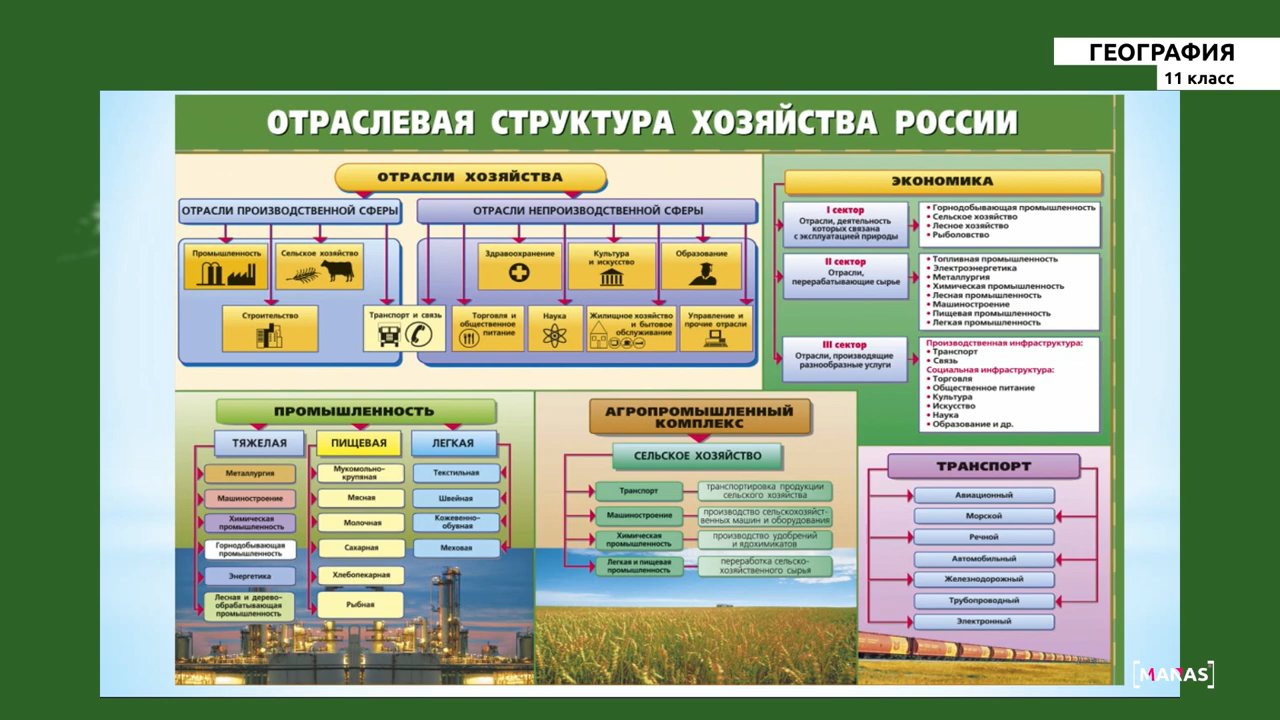 ГЕОГРАФИЯ
11 класс
ОТРАСЛЕВАЯ СТРУКТУРА ХОЗЯЙСТВА РОССИИ
ОТРАСЛИ ХОЗЯЙСТВА
ОТРАСЛИ ПРОИЗВОДСТВЕННОЙ СФЕРЫ
ОТРАСЛИ НЕПРОИЗВОДСТВЕННОЙ СФЕРЫ
Промышленность
Сельское хозяйство
Здравоохранение
Культура
и искусство
Образование
Строительство
Транспорт и связь
Торговля и
общественное
питание
Наука
Жилищное хозяйство
и бытовое
обслуживание
Управление и
прочие отрасли
ЭКОНОМИКА
I сектор
Отрасли, деятельность
которых связана
с эксплуатацией природы
• Горнодобывающая промышленность
• Сельское хозяйство
• Лесное хозяйство
• Рыболовство
II сектор
Отрасли,
перерабатывающие сырье
• Топливная промышленность
• Электроэнергетика
• Металлургия
• Химическая промышленность
• Лесная промышленность
• Машиностроение
• Пищевая промышленность
• Легкая промышленность
III сектор
Отрасли, производящие
разнообразные услуги
Производственная инфраструктура:
• Транспорт
• Связь
Социальная инфраструктура:
• Торговля
• Общественное питание
• Культура
• Искусство
• Наука
• Образование и др.
ПРОМЫШЛЕННОСТЬ
ТЯЖЕЛАЯ
Металлургия
Машиностроение
Химическая
промышленность
Горнодобывающая
промышленность
Энергетика
Лесная и дерево-
обрабатывающая
промышленность
ПИЩЕВАЯ
Мукомольно-
крупяная
Мясная
Молочная
Сахарная
Хлебопекарная
Рыбная
ЛЕГКАЯ
Текстильная
Швейная
Кожевенно-
обувная
Меховая
АГРОПРОМЫШЛЕННЫЙ
КОМПЛЕКС
СЕЛЬСКОЕ ХОЗЯЙСТВО
Транспорт
транспортировка продукции
сельского хозяйства
Машиностроение
производство сельскохозяйст-
венных машин и оборудования
Химическая
промышленность
производство удобрений
и ядохимикатов
Легкая и пищевая
промышленность
переработка сельско-
хозяйственного сырья
ТРАНСПОРТ
Авиационный
Морской
Речной
Автомобильный
Железнодорожный
Трубопроводный
Электронный
[MANAS]